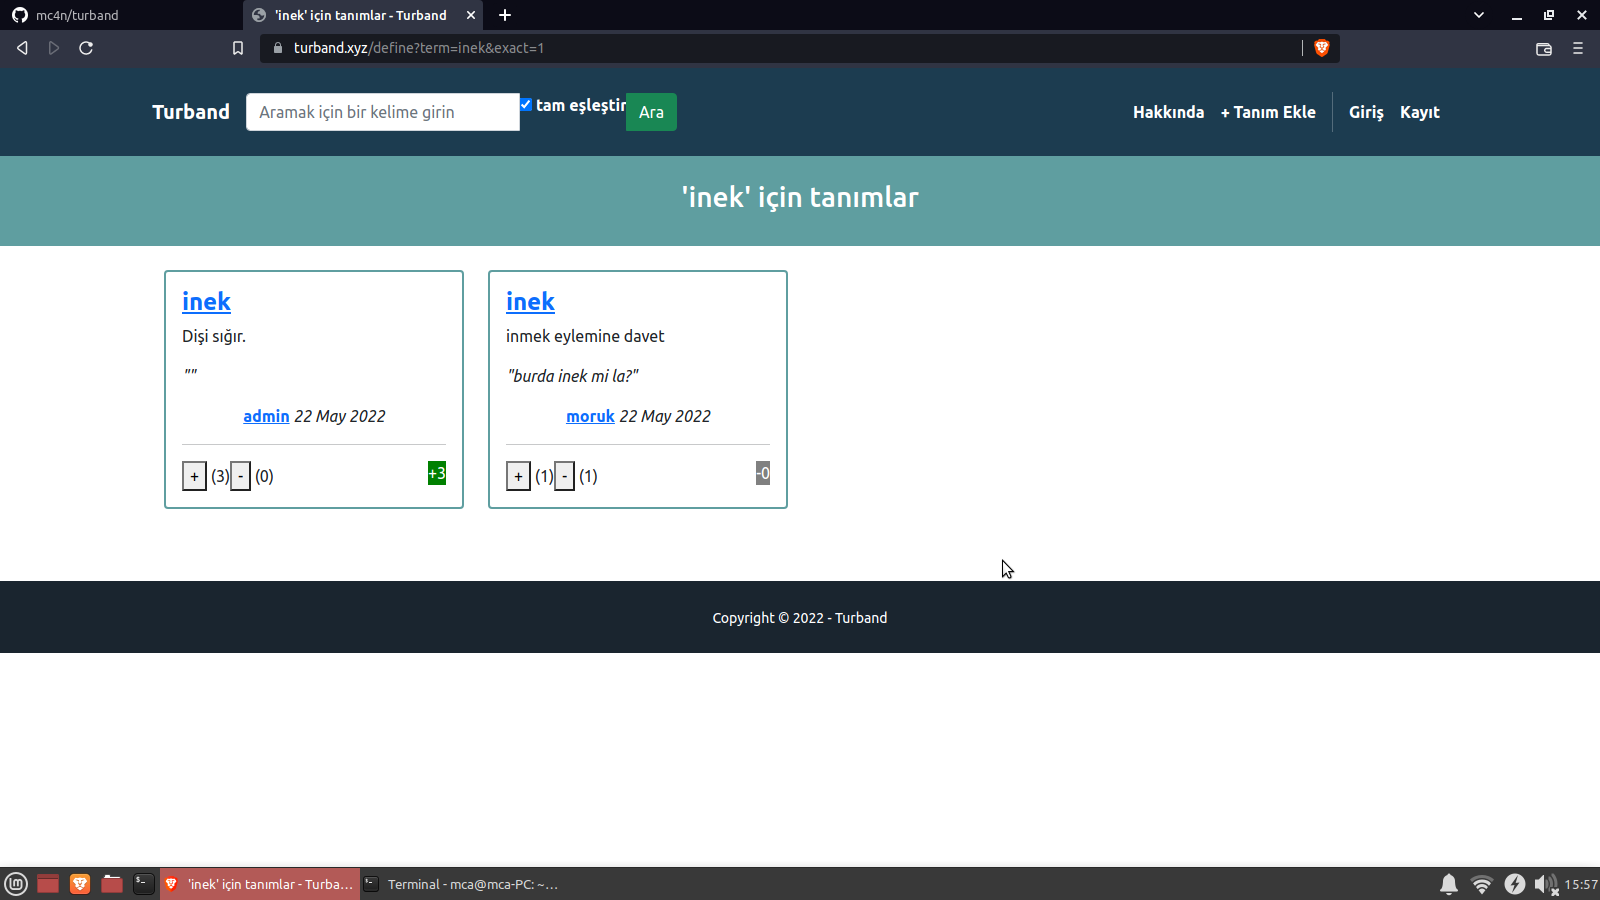 mc4n/turband
'inek' için tanımlar - Turband
turband.xyz/define?term=inek&exact=1
Turband
Aramak için bir kelime girin
tam eşleştir
Ara
Hakkında
+ Tanım Ekle
Giriş
Kayıt
'inek' için tanımlar
inek
Dişi sığır.
""
admin 22 May 2022
+ (3) - (0)
+3
inek
inmek eylemine davet
"burda inek mi la?"
moruk 22 May 2022
+ (1) - (1)
-0
Copyright © 2022 - Turband
'inek' için tanımlar - Turba...
Terminal - mca@mca-PC: ~...
15:57